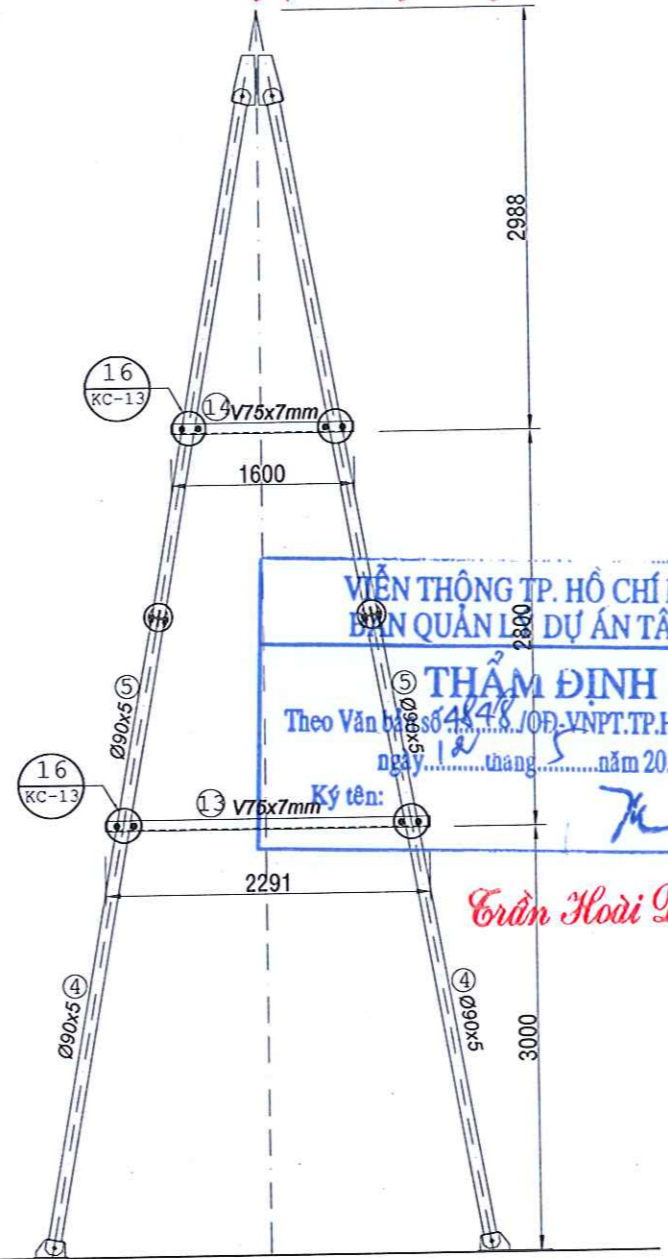 2988
16
KC-13
14 V75x7mm
1600
VIỄN THÔNG TP. HỒ CHÍ
BAN QUẢN LÝ DỰ ÁN
2800
THẨM ĐỊNH
5
Ø90x5
5
Ø90x5
Theo Văn bản số 4848/QĐ-VNPT.TP.H
ngày 12 tháng 5 năm 20
16
KC-13
13 V75x7mm
Ký tên:
2291
Trần Hoài
4
Ø90x5
4
Ø90x5
3000